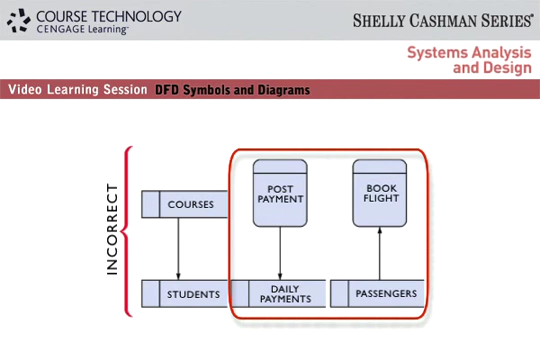 COURSE TECHNOLOGY
CENGAGE Learning™
SHELLY CASHMAN SERIES®
Systems Analysis
and Design
Video Learning Session DFD Symbols and Diagrams
INCORRECT
COURSES
POST
PAYMENT
BOOK
FLIGHT
STUDENTS
DAILY
PAYMENTS
PASSENGERS